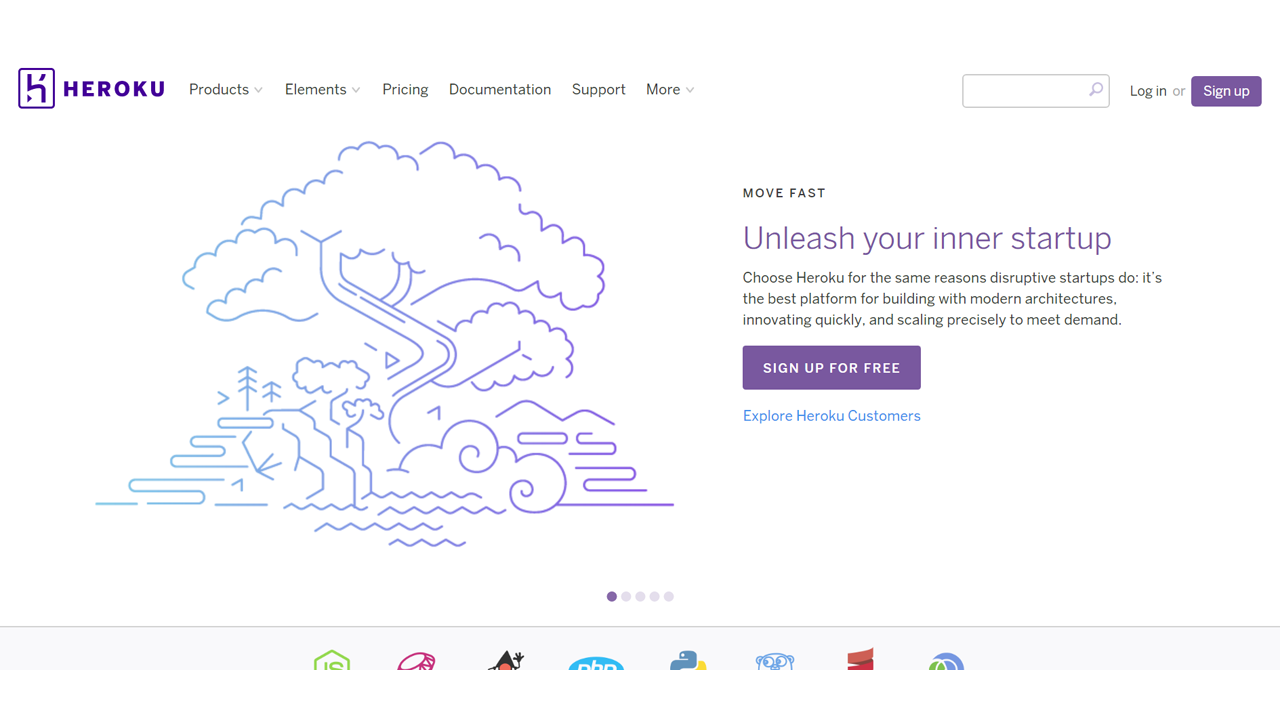 HEROKU Products Elements Pricing Documentation Support More Log in or Sign up
MOVE FAST
Unleash your inner startup
Choose Heroku for the same reasons disruptive startups do: it's
the best platform for building with modern architectures,
innovating quickly, and scaling precisely to meet demand.
SIGN UP FOR FREE
Explore Heroku Customers
JS php